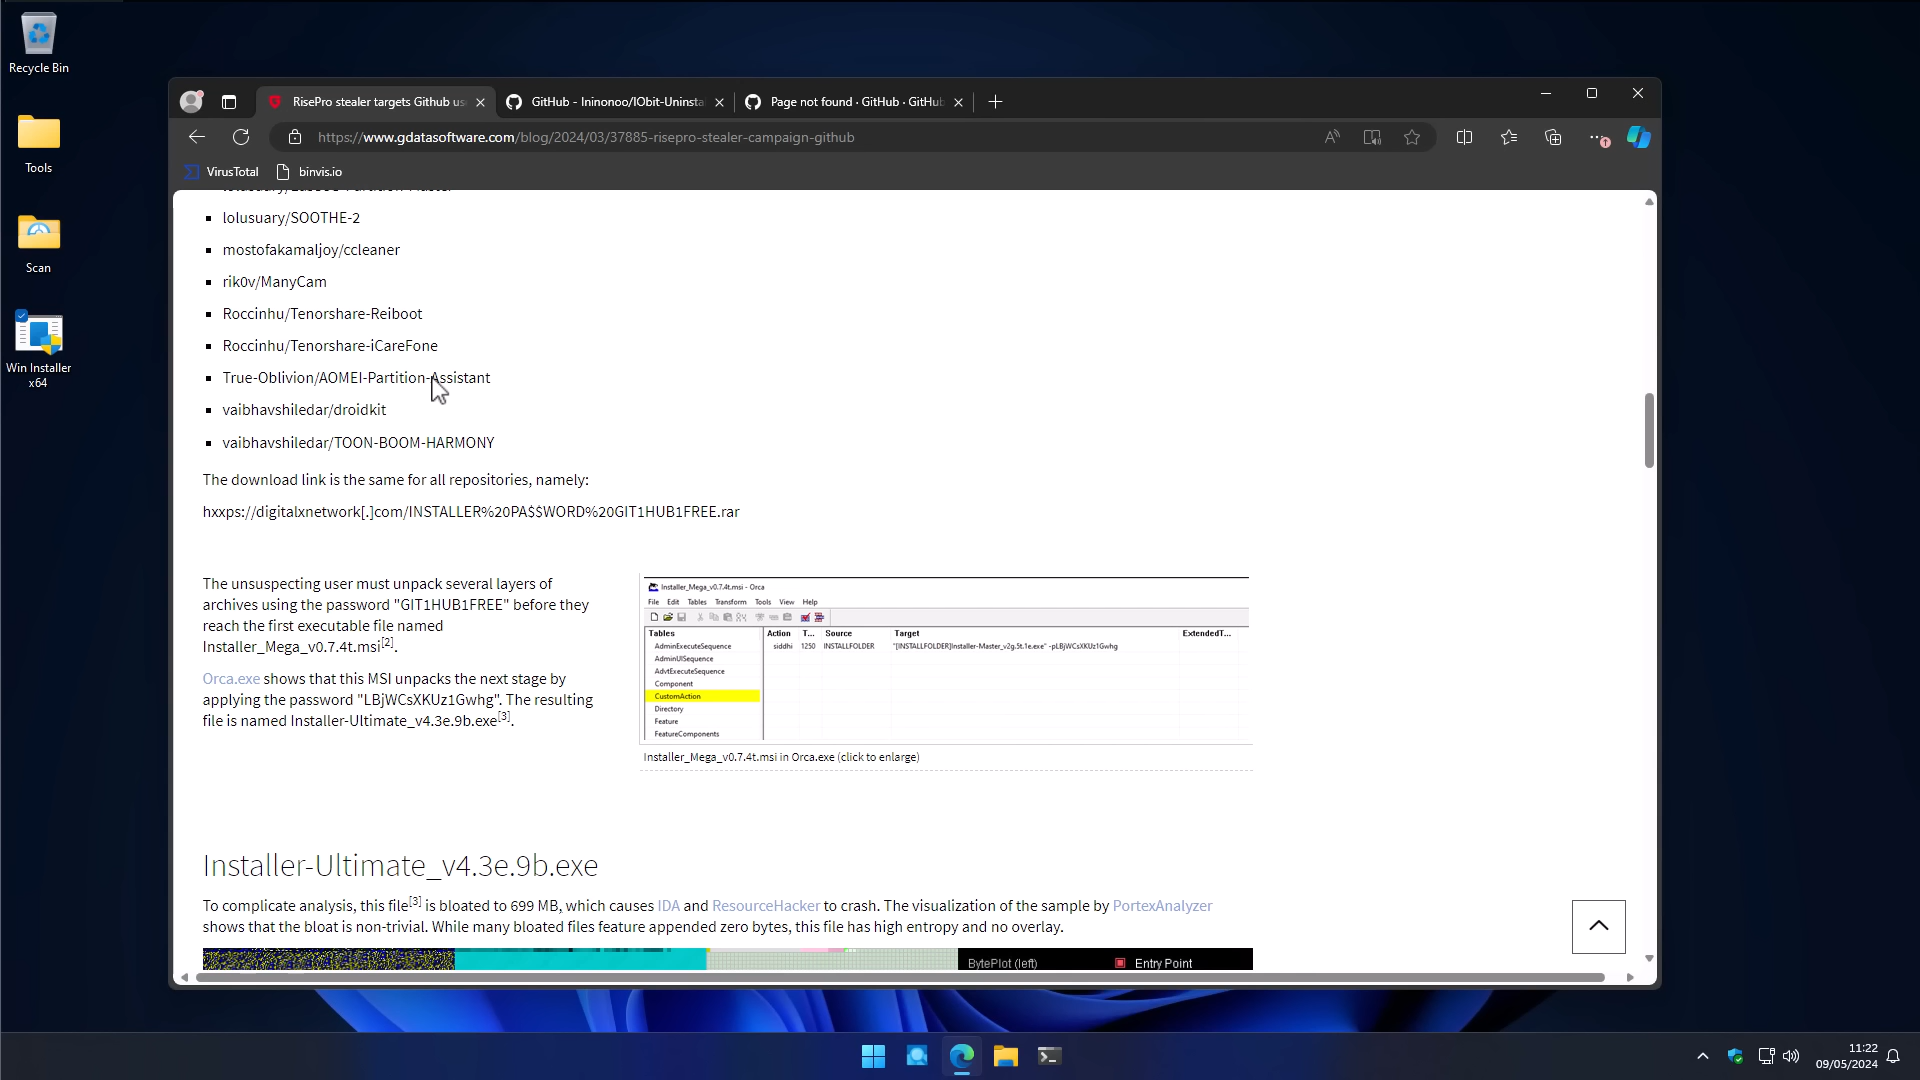 Recycle Bin
Tools
Scan
Win Installer
x64
RisePro stealer targets Github us
GitHub - Ininonoo/IObit-Uninsta
Page not found · GitHub · GitHub
https://www.gdatasoftware.com/blog/2024/03/37885-risepro-stealer-campaign-github
VirusTotal
binvis.io
lolusuary/SOOTHE-2
mostofakamaljoy/ccleaner
rik0v/ManyCam
Roccinhu/Tenorshare-Reiboot
Roccinhu/Tenorshare-iCareFone
True-Oblivion/AOMEI-Partition-Assistant
vaibhavshiledar/droidkit
vaibhavshiledar/TOON-BOOM-HARMONY
The download link is the same for all repositories, namely:
hxxps://digitalxnetwork[.]com/INSTALLER%20PA$$WORD%20GIT1HUB1FREE.rar
The unsuspecting user must unpack several layers of
archives using the password "GIT1HUB1FREE" before they
reach the first executable file named
Installer_Mega_v0.7.4t.msi[2].
Orca.exe shows that this MSI unpacks the next stage by
applying the password "LBjWCsXKUz1Gwhg". The resulting
file is named Installer-Ultimate_v4.3e.9b.exe[3].
Installer_Mega_v0.7.4t.msi - Orca
File Edit Tables Transform Tools View Help
Tables Action T... Source Target ExtendedT...
AdminExecuteSequence siddhi 1250 INSTALLFOLDER "[INSTALLFOLDER]Installer-Master_v2g.5t.1e.exe" -pLBjWCsXKUz1Gwhg
AdminUISequence
AdvtExecuteSequence
Component
CustomAction
Directory
Feature
FeatureComponents
Installer_Mega_v0.7.4t.msi in Orca.exe (click to enlarge)
Installer-Ultimate_v4.3e.9b.exe
To complicate analysis, this file[3] is bloated to 699 MB, which causes IDA and ResourceHacker to crash. The visualization of the sample by PortexAnalyzer
shows that the bloat is non-trivial. While many bloated files feature appended zero bytes, this file has high entropy and no overlay.
BytePlot (left) Entry Point
11:22
09/05/2024